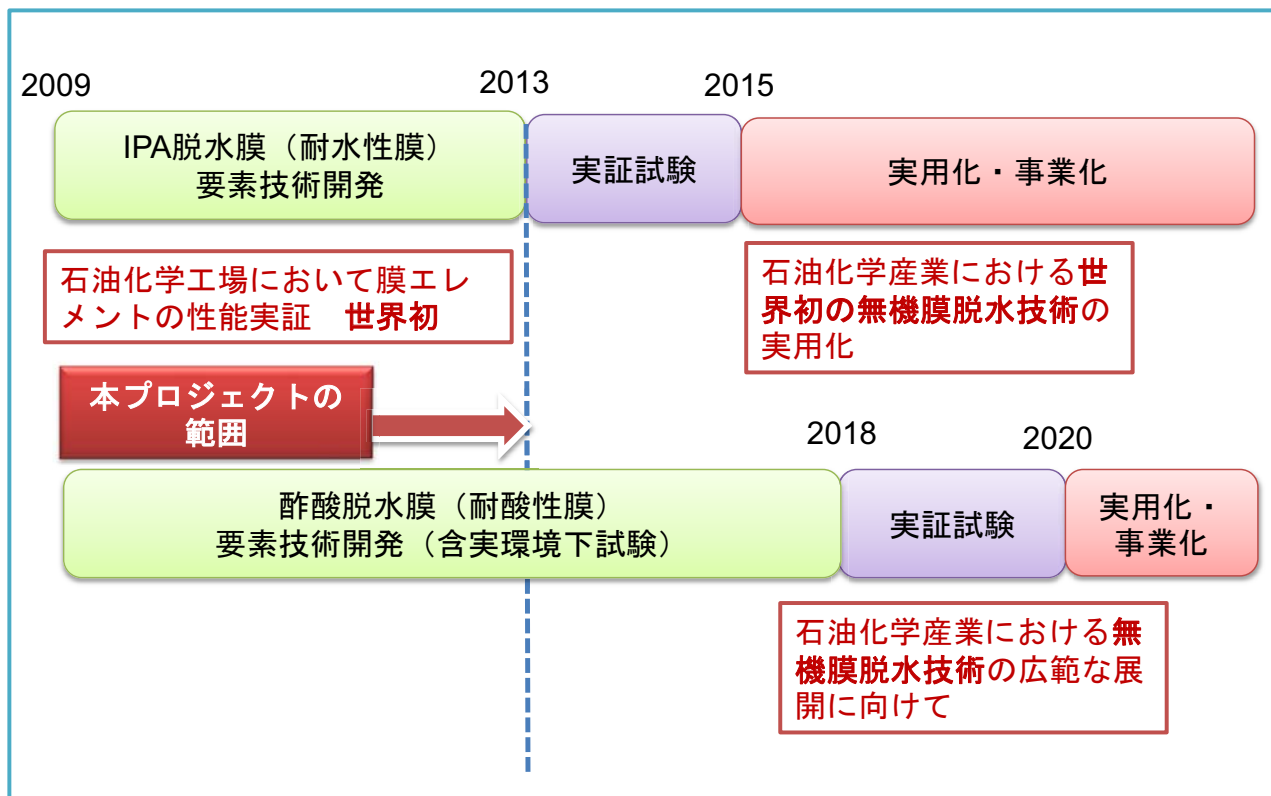 2009
2013
2015
IPA脱水膜（耐水性膜）
要素技術開発
実証試験
実用化・事業化
石油化学工場において膜エレ
メントの性能実証　世界初
石油化学産業における世
界初の無機膜脱水技術の
実用化
本プロジェクトの
範囲
2018
2020
酢酸脱水膜（耐酸性膜）
要素技術開発（含実環境下試験）
実証試験
実用化・
事業化
石油化学産業における無
機膜脱水技術の広範な展
開に向けて